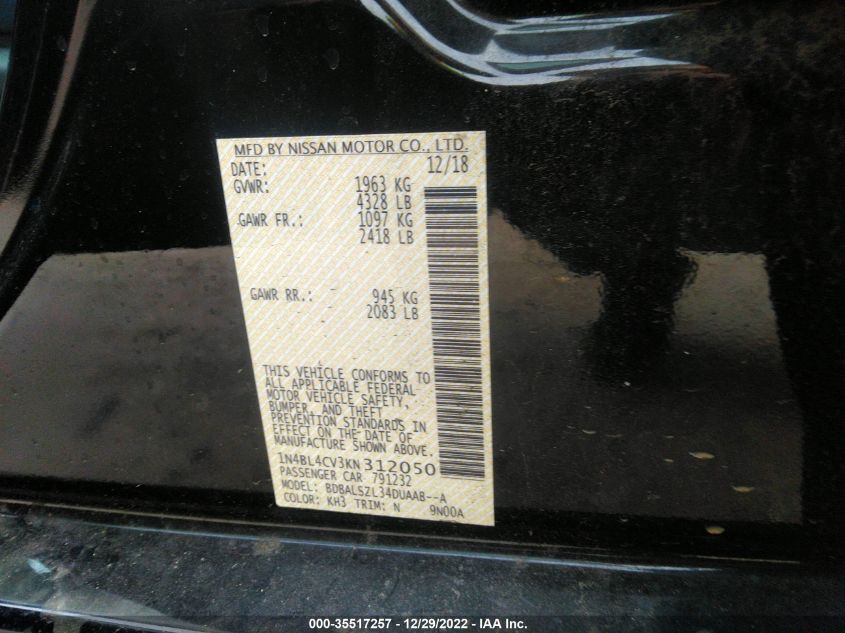 MFD BY NISSAN MOTOR CO., LTD.
DATE: 12/18
GVWR: 1963 KG
4328 LB
GAWR FR.: 1097 KG
2418 LB
GAWR RR.: 945 KG
2083 LB
THIS VEHICLE CONFORMS TO
ALL APPLICABLE FEDERAL
MOTOR VEHICLE SAFETY,
BUMPER, AND THEFT
PREVENTION STANDARDS IN
EFFECT ON THE DATE OF
MANUFACTURE SHOWN ABOVE.
1N4BL4CV3KN312050
PASSENGER CAR 791232
MODEL: BDBALSZL34DUAAB--A
COLOR: KH3 TRIM: N 9N00A
000-35517257 - 12/29/2022 - IAA Inc.